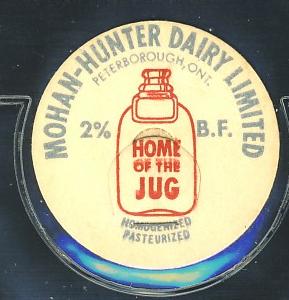 MOHAN-HUNTER DAIRY LIMITED
PETERBOROUGH, ONT.
2% B.F.
HOME
OF THE
JUG
HOMOGENIZED
PASTEURIZED